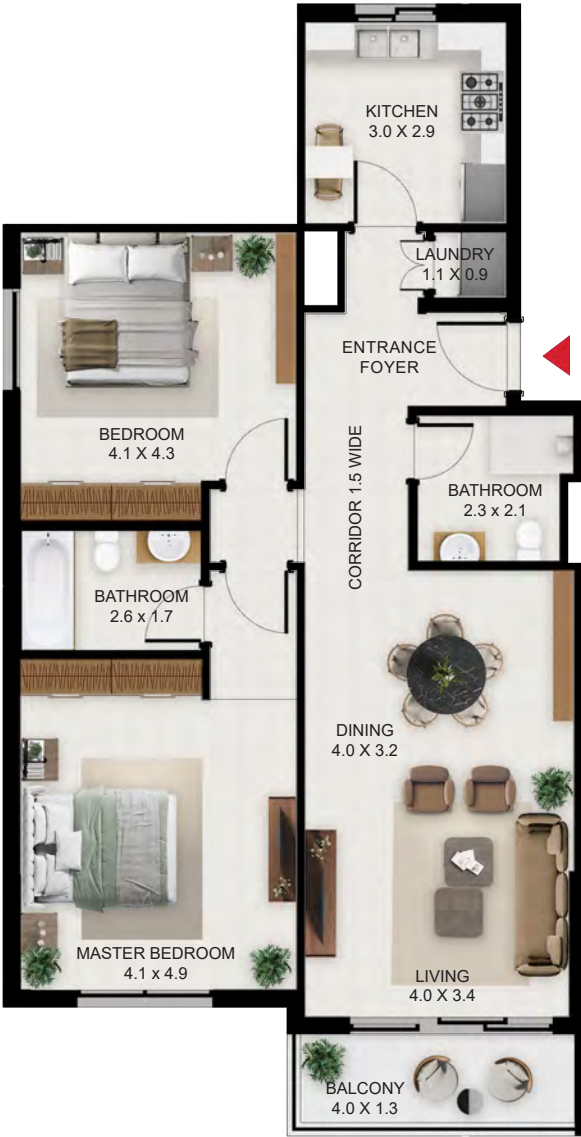 KITCHEN
3.0 X 2.9
LAUNDRY
1.1 X 0.9
ENTRANCE
FOYER
BEDROOM
4.1 X 4.3
CORRIDOR 1.5 WIDE
BATHROOM
2.3 x 2.1
BATHROOM
2.6 x 1.7
DINING
4.0 X 3.2
MASTER BEDROOM
4.1 x 4.9
LIVING
4.0 X 3.4
BALCONY
4.0 X 1.3